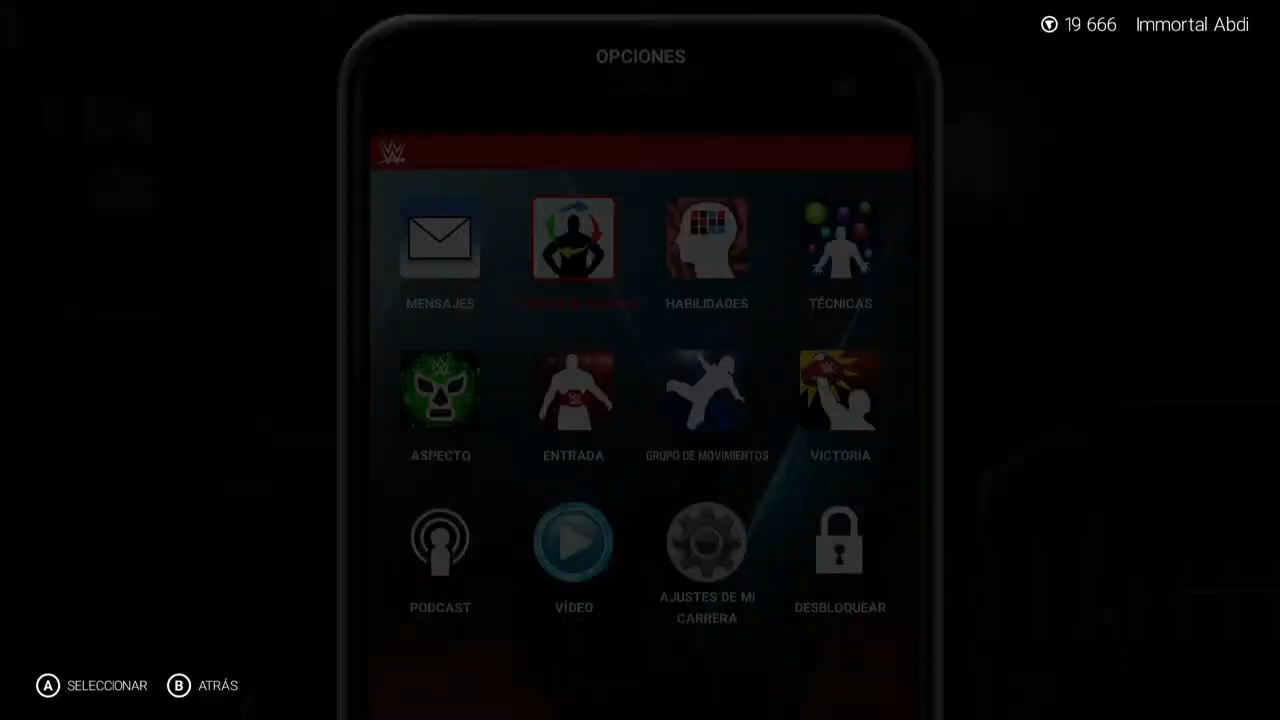 19 666 Immortal Abdi
OPCIONES
MENSAJES
HABILIDADES
TÉCNICAS
ASPECTO
ENTRADA
GRUPO DE MOVIMIENTOS
VICTORIA
PODCAST
VÍDEO
AJUSTES DE MI
CARRERA
DESBLOQUEAR
A SELECCIONAR B ATRÁS